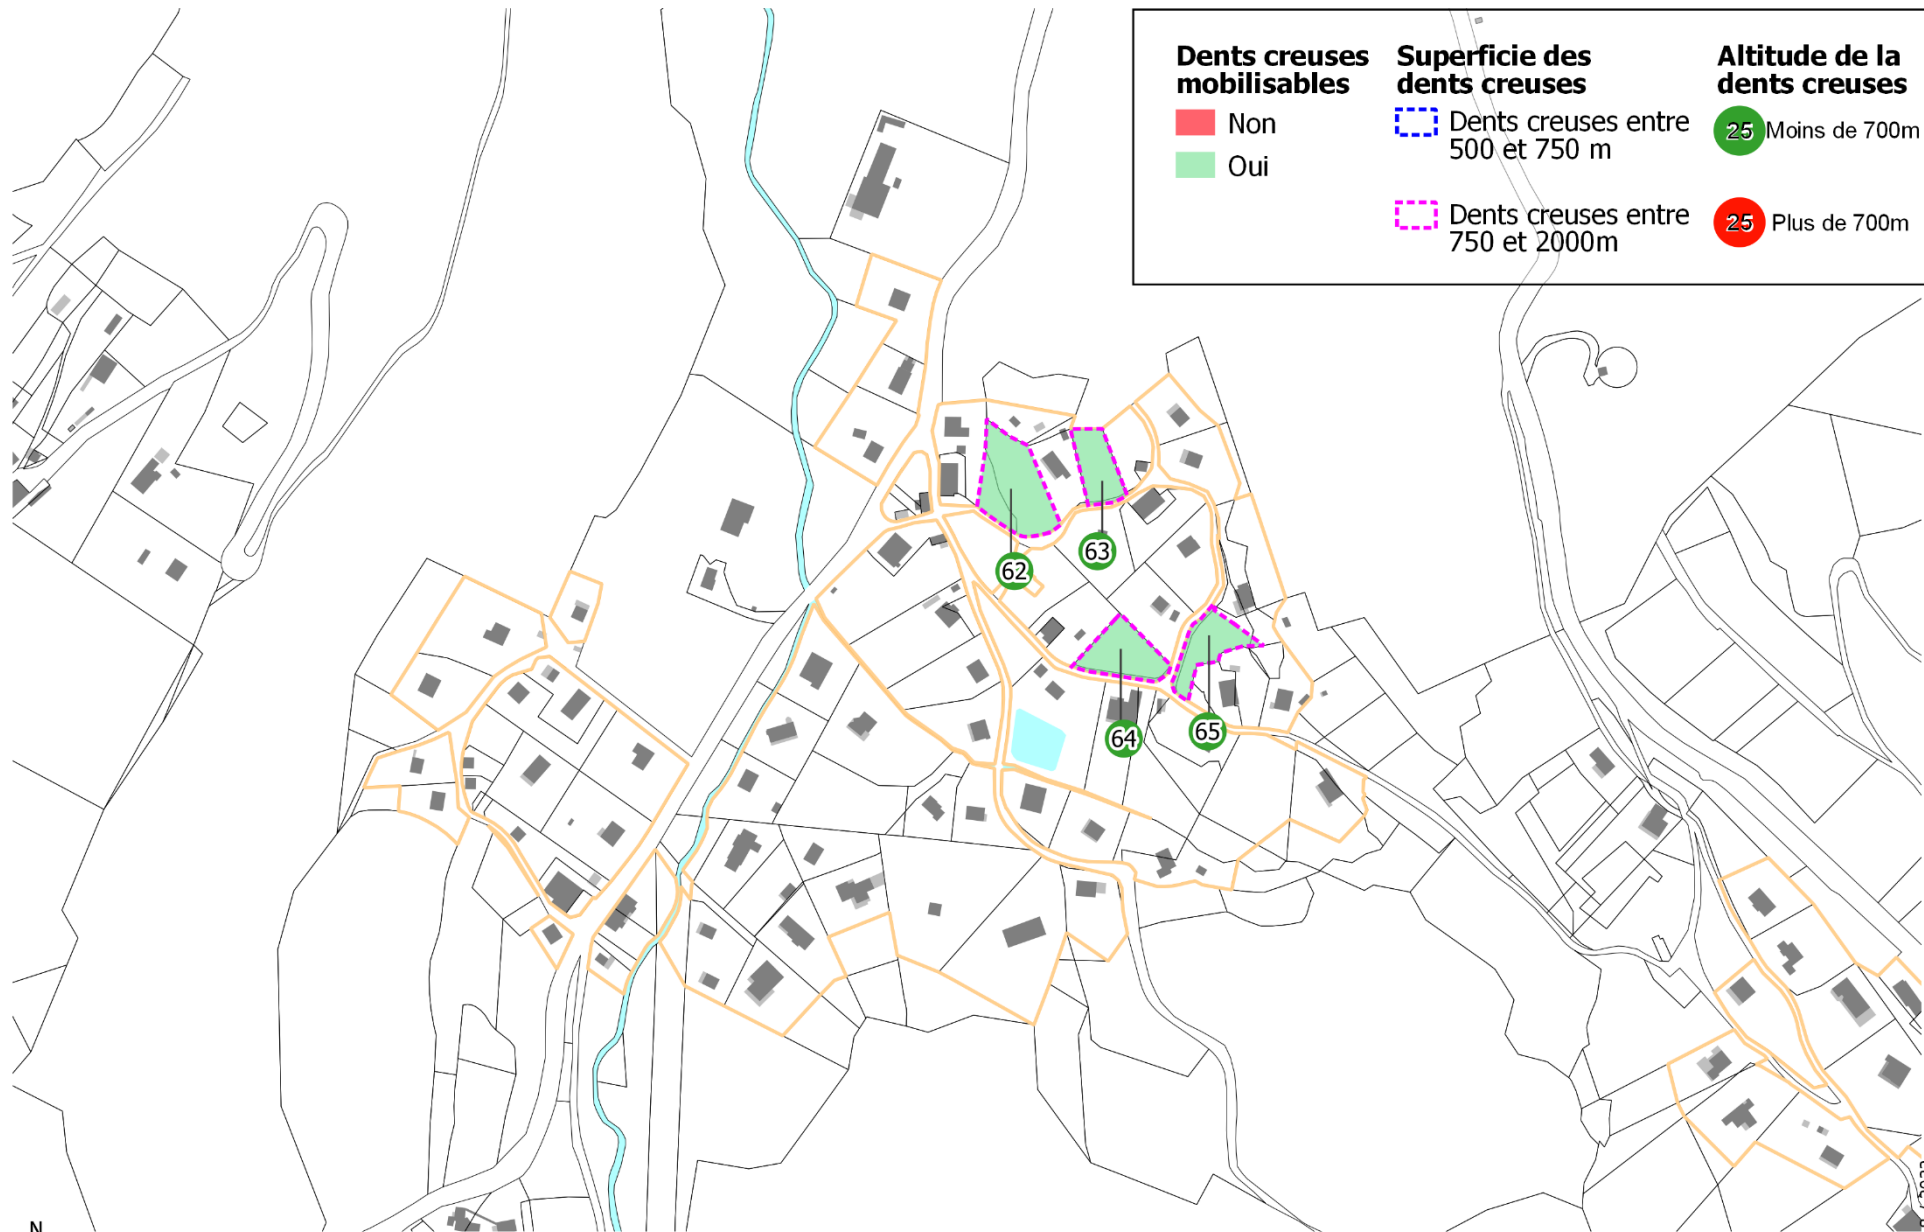 Dents creuses
mobilisables
Non
Oui
Superficie des
dents creuses
Dents creuses entre
500 et 750 m
Dents creuses entre
750 et 2000m
Altitude de la
dents creuses
25 Moins de 700m
25 Plus de 700m
62
63
64
65
N